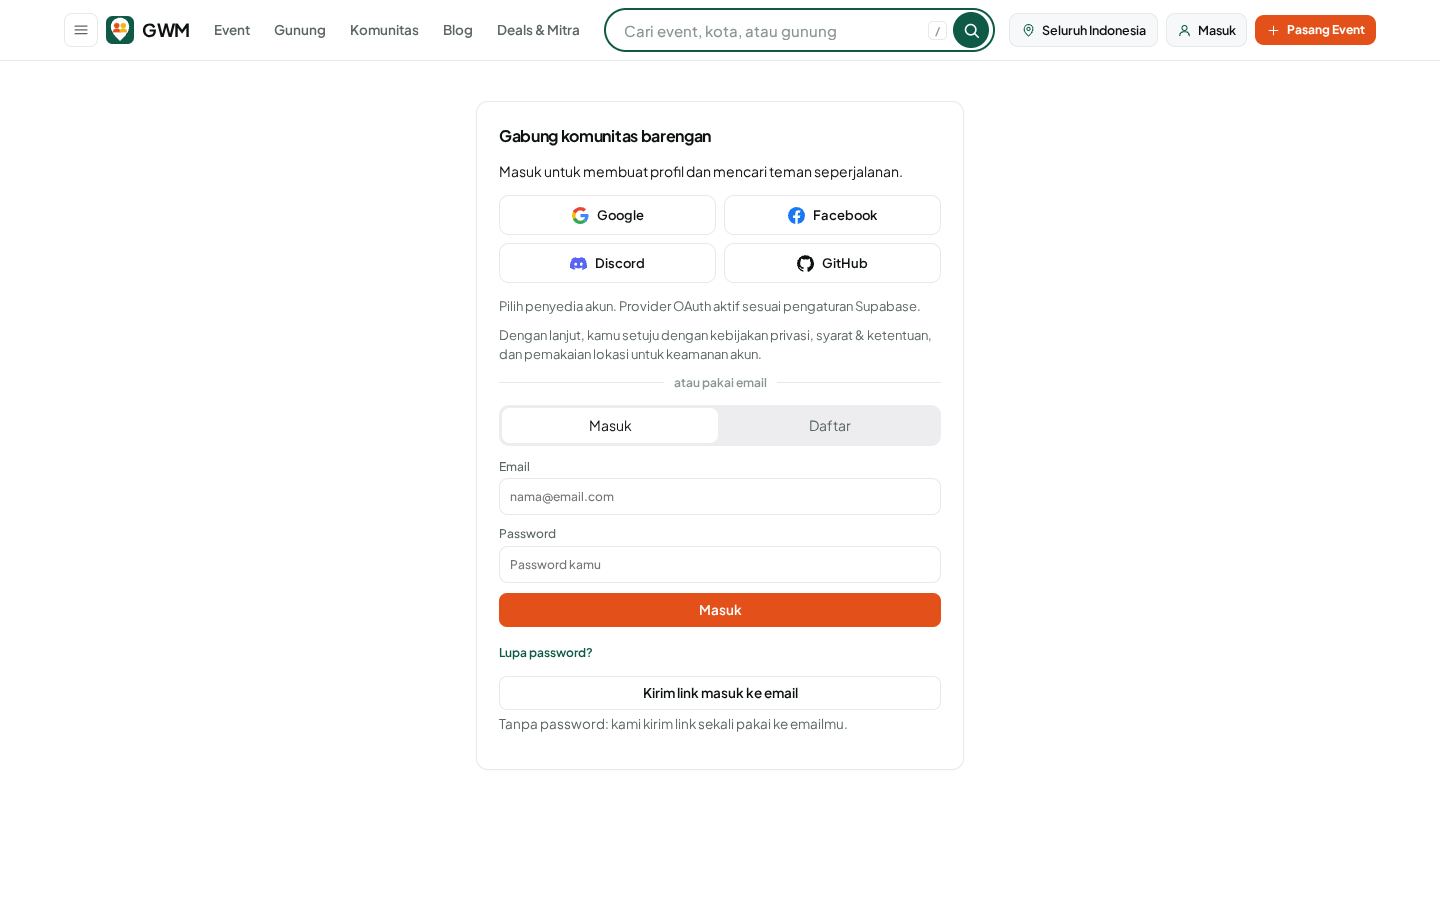 GWM
Event
Gunung
Komunitas
Blog
Deals & Mitra
Cari event, kota, atau gunung
/
Seluruh Indonesia
Masuk
Pasang Event
Gabung komunitas barengan
Masuk untuk membuat profil dan mencari teman seperjalanan.
Google
Facebook
Discord
GitHub
Pilih penyedia akun. Provider OAuth aktif sesuai pengaturan Supabase.
Dengan lanjut, kamu setuju dengan kebijakan privasi, syarat & ketentuan,
dan pemakaian lokasi untuk keamanan akun.
atau pakai email
Masuk
Daftar
Email
nama@email.com
Password
Password kamu
Masuk
Lupa password?
Kirim link masuk ke email
Tanpa password: kami kirim link sekali pakai ke emailmu.